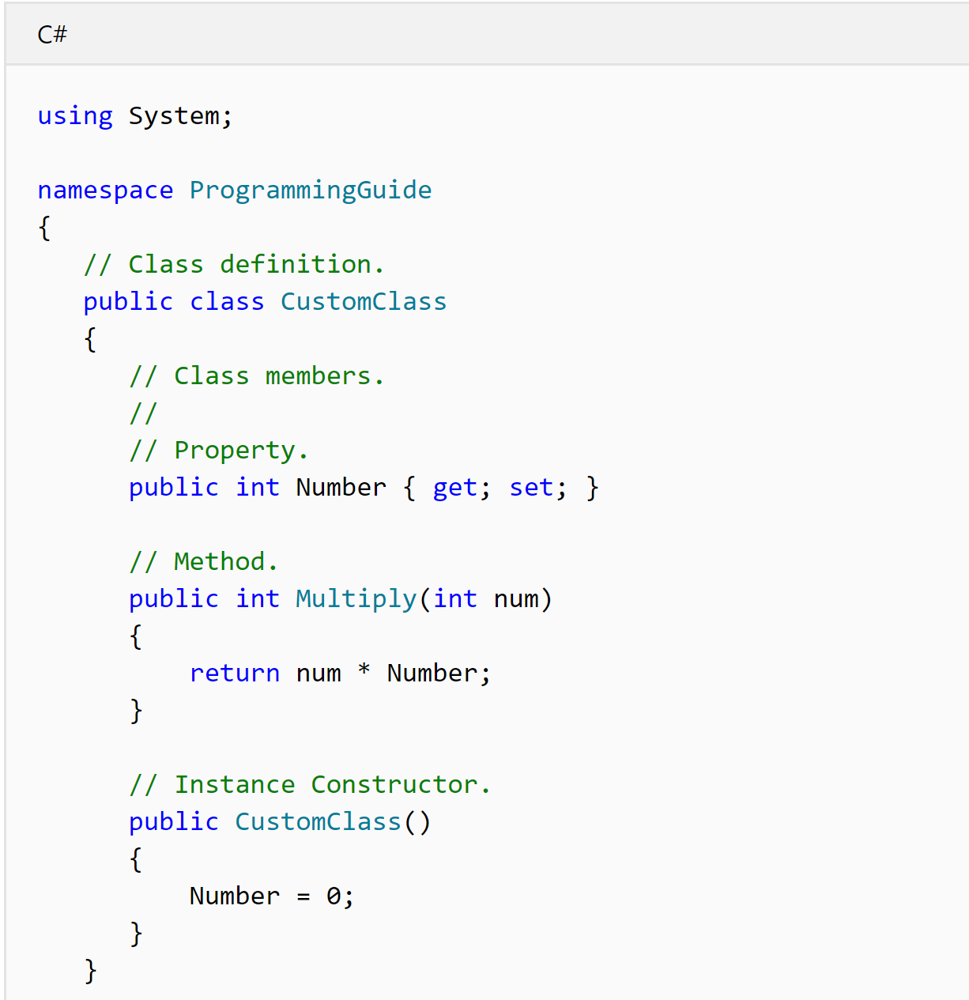 C#
using System;
namespace ProgrammingGuide
{
   // Class definition.
   public class CustomClass
   {
      // Class members.
      //
      // Property.
      public int Number { get; set; }
      // Method.
      public int Multiply(int num)
      {
          return num * Number;
      }
      // Instance Constructor.
      public CustomClass()
      {
          Number = 0;
      }
   }